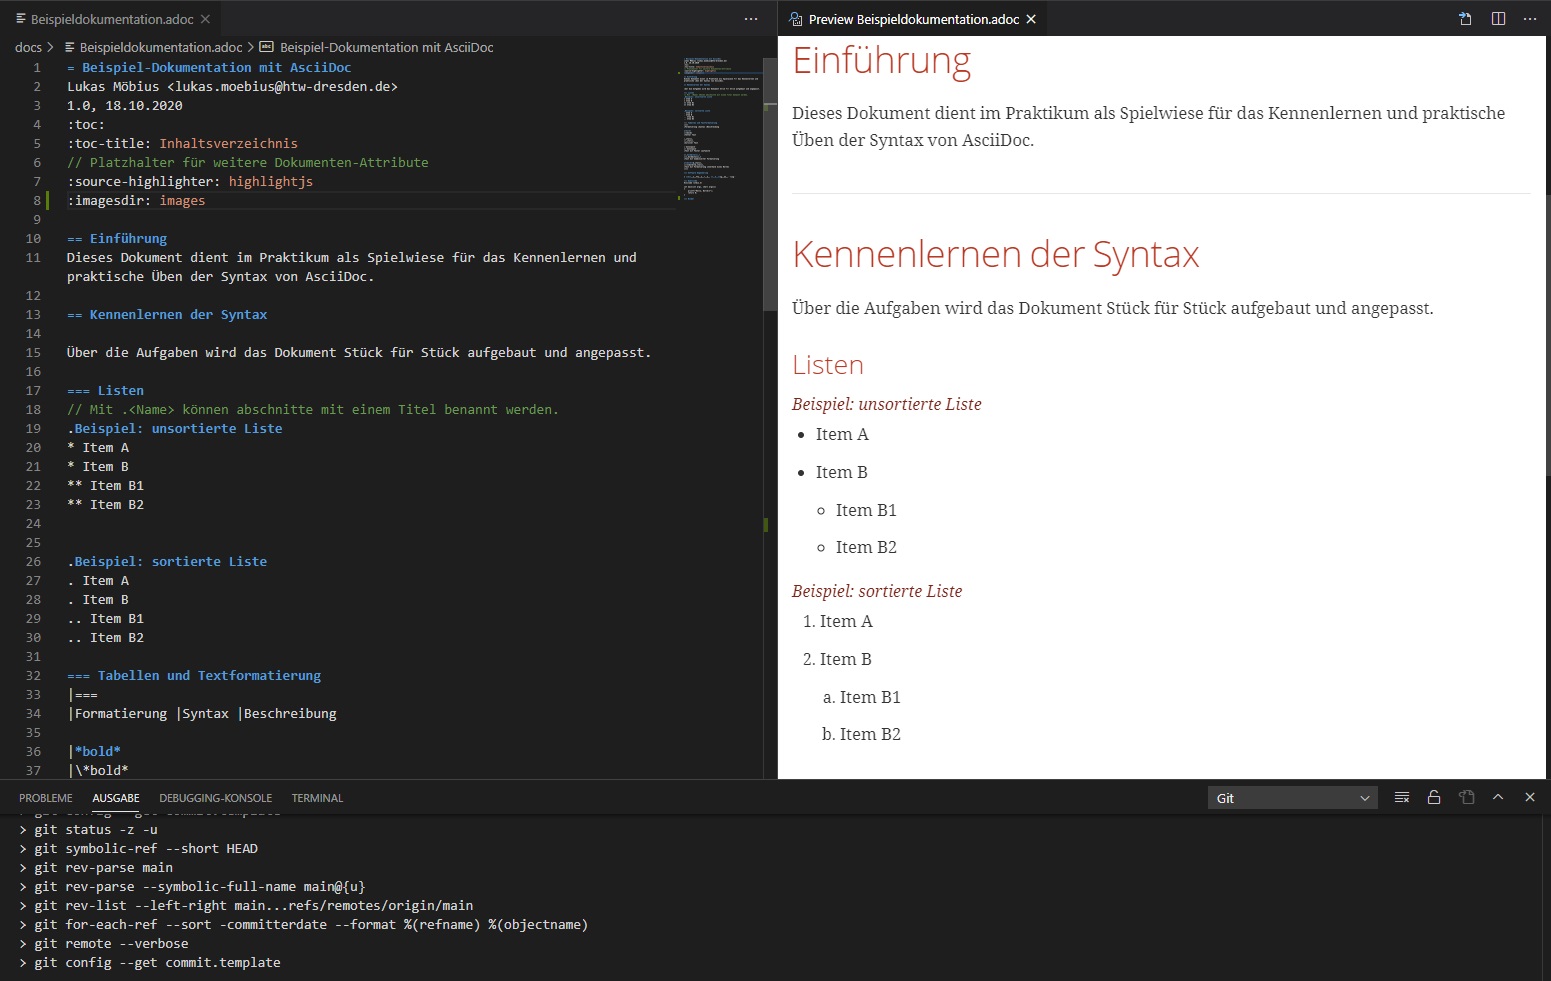 Beispieldokumentation.adoc
docs > Beispieldokumentation.adoc > Beispiel-Dokumentation mit AsciiDoc
1 = Beispiel-Dokumentation mit AsciiDoc
2 Lukas Möbius <lukas.moebius@htw-dresden.de>
3 1.0, 18.10.2020
4 :toc:
5 :toc-title: Inhaltsverzeichnis
6 // Platzhalter für weitere Dokumenten-Attribute
7 :source-highlighter: highlightjs
8 :imagesdir: images
9
10 == Einführung
11 Dieses Dokument dient im Praktikum als Spielwiese für das Kennenlernen und
praktische Üben der Syntax von AsciiDoc.
12
13 == Kennenlernen der Syntax
14
15 Über die Aufgaben wird das Dokument Stück für Stück aufgebaut und angepasst.
16
17 === Listen
18 // Mit .<Name> können abschnitte mit einem Titel benannt werden.
19 .Beispiel: unsortierte Liste
20 * Item A
21 * Item B
22 ** Item B1
23 ** Item B2
24
25
26 .Beispiel: sortierte Liste
27 . Item A
28 . Item B
29 .. Item B1
30 .. Item B2
31
32 === Tabellen und Textformatierung
33 |===
34 |Formatierung |Syntax |Beschreibung
35
36 |*bold*
37 |\*bold*
Preview Beispieldokumentation.adoc
Einführung
Dieses Dokument dient im Praktikum als Spielwiese für das Kennenlernen und praktische
Üben der Syntax von AsciiDoc.
Kennenlernen der Syntax
Über die Aufgaben wird das Dokument Stück für Stück aufgebaut und angepasst.
Listen
Beispiel: unsortierte Liste
• Item A
• Item B
◦ Item B1
◦ Item B2
Beispiel: sortierte Liste
1. Item A
2. Item B
a. Item B1
b. Item B2
PROBLEME AUSGABE DEBUGGING-KONSOLE TERMINAL Git
> git status -z -u
> git symbolic-ref --short HEAD
> git rev-parse main
> git rev-parse --symbolic-full-name main@{u}
> git rev-list --left-right main...refs/remotes/origin/main
> git for-each-ref --sort -committerdate --format %(refname) %(objectname)
> git remote --verbose
> git config --get commit.template